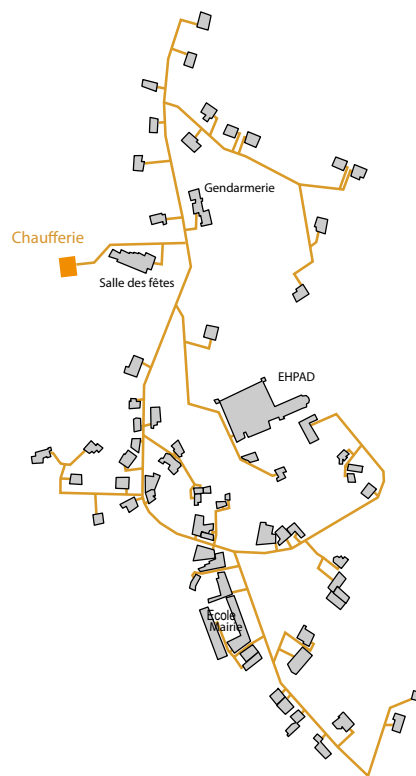 Gendarmerie
Chaufferie
Salle des fêtes
EHPAD
Ecole
Mairie